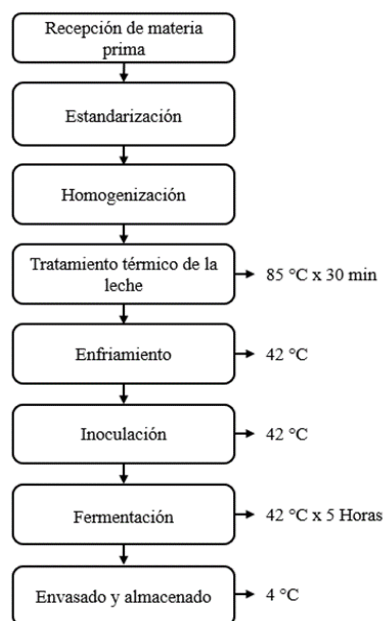 Recepción de materia
prima
Estandarización
Homogenización
Tratamiento térmico de la
leche
85 °C x 30 min
Enfriamiento
42 °C
Inoculación
42 °C
Fermentación
42 °C x 5 Horas
Envasado y almacenado
4 °C